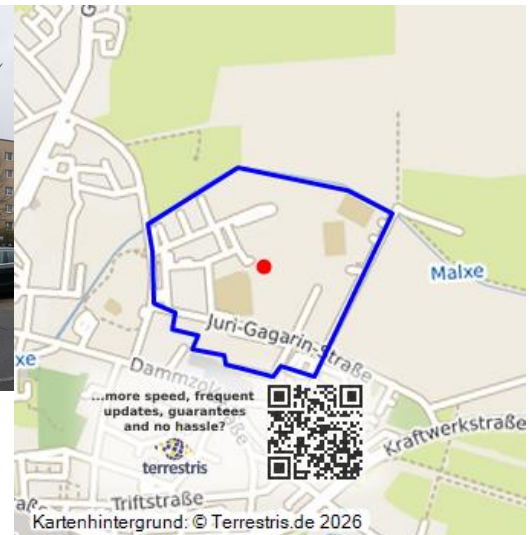 G
Malxe
Juri-Gagarin-Straße
xe
...more speed, frequent
updates, guarantees
and no hassle?
terrestris
Kraftwerkstraße
Triftstraße
Kartenhintergrund: © Terrestris.de 2026